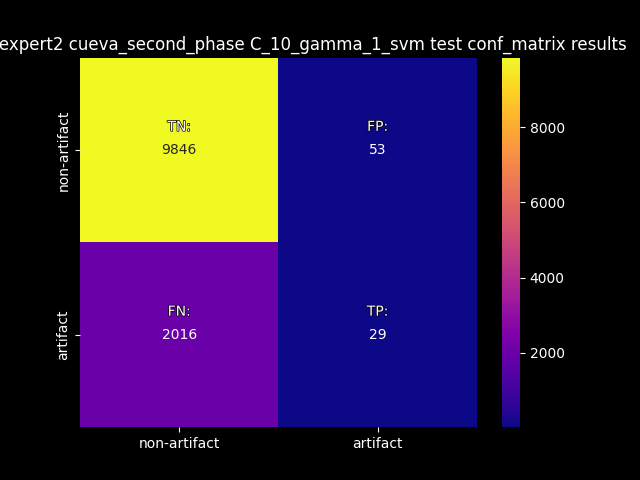 expert2 cueva_second_phase C_10_gamma_1_svm test conf_matrix results
non-artifact
TN:
9846
FP:
53
artifact
FN:
2016
TP:
29
non-artifact
artifact
8000
6000
4000
2000